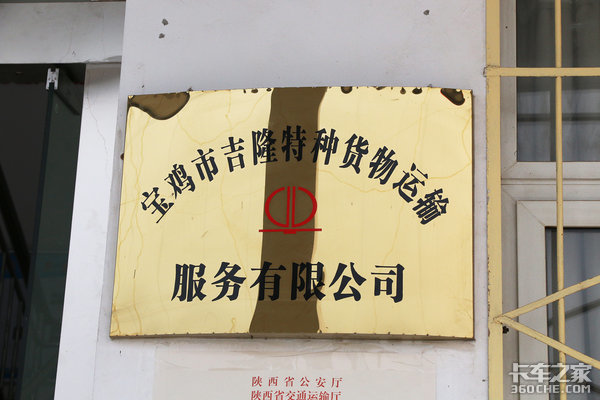 宝鸡市吉隆特种货物运输
服务有限公司
陕西省公安厅
陕西省交通运输厅
卡车之家
360che.com